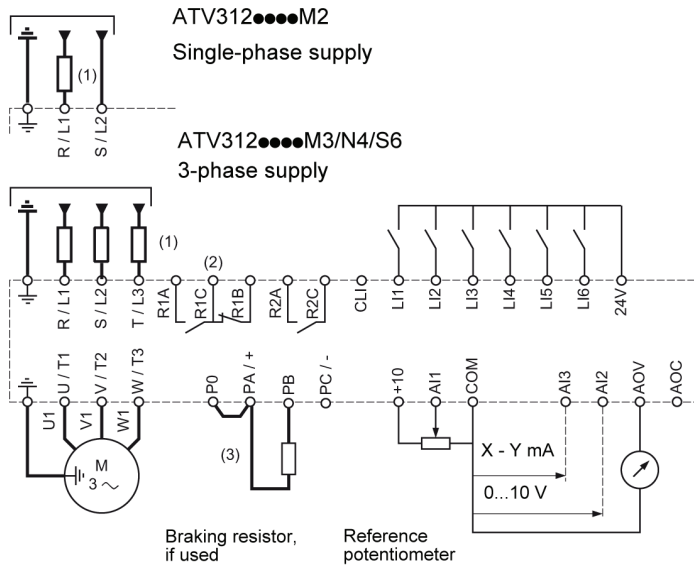 ATV312●●●●M2
Single-phase supply
(1)
R / L1
S / L2
ATV312●●●●M3/N4/S6
3-phase supply
(1)
(2)
R / L1
S / L2
T / L3
R1A
R1C
R1B
R2A
R2C
CLI
LI1
LI2
LI3
LI4
LI5
LI6
24V
U / T1
V / T2
W / T3
P0
PA / +
PB
PC / -
+10
AI1
COM
AI3
AI2
AOV
AOC
U1
V1
W1
M
3
(3)
X - Y mA
0...10 V
Braking resistor,
if used
Reference
potentiometer